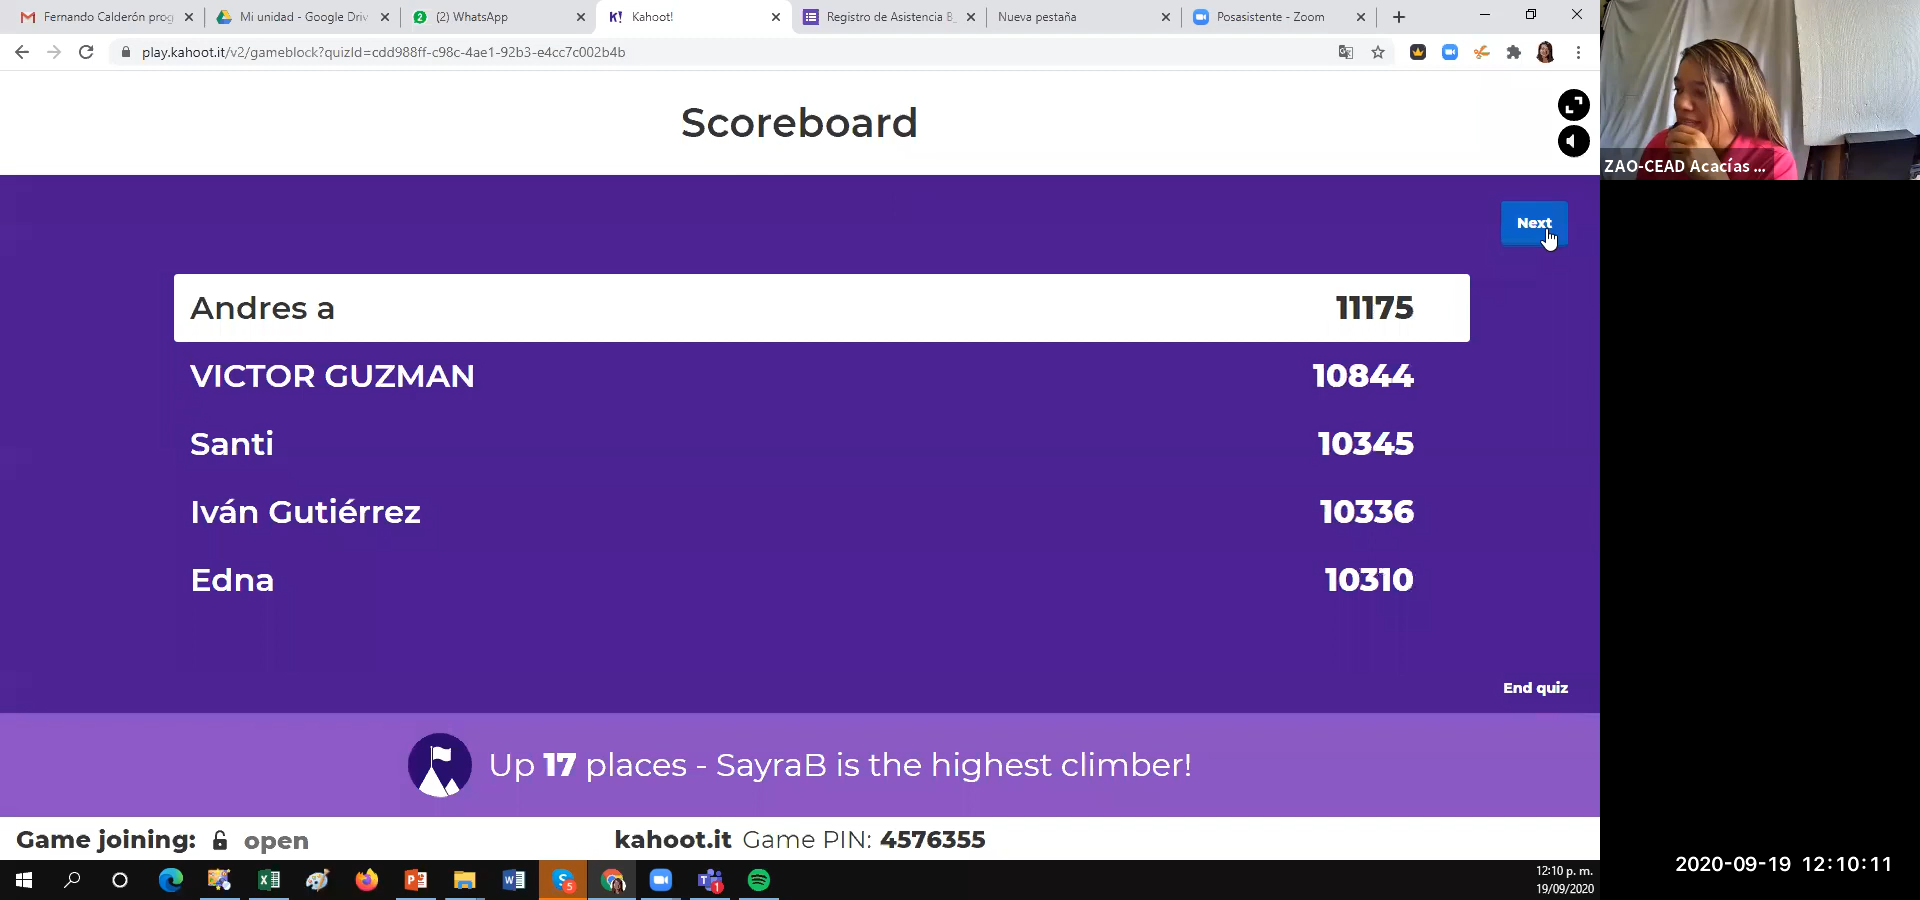 Fernando Calderón prog
Mi unidad - Google Driv
(2) WhatsApp
Kahoot!
Registro de Asistencia B_
Nueva pestaña
Posasistente - Zoom
play.kahoot.it/v2/gameblock?quizId=cdd988ff-c98c-4ae1-92b3-e4cc7c002b4b
Scoreboard
ZAO-CEAD Acacías ...
Next
Andres a 11175
VICTOR GUZMAN 10844
Santi 10345
Iván Gutiérrez 10336
Edna 10310
End quiz
Up 17 places - SayraB is the highest climber!
Game joining: open
kahoot.it Game PIN: 4576355
12:10 p. m.
19/09/2020
2020-09-19 12:10:11